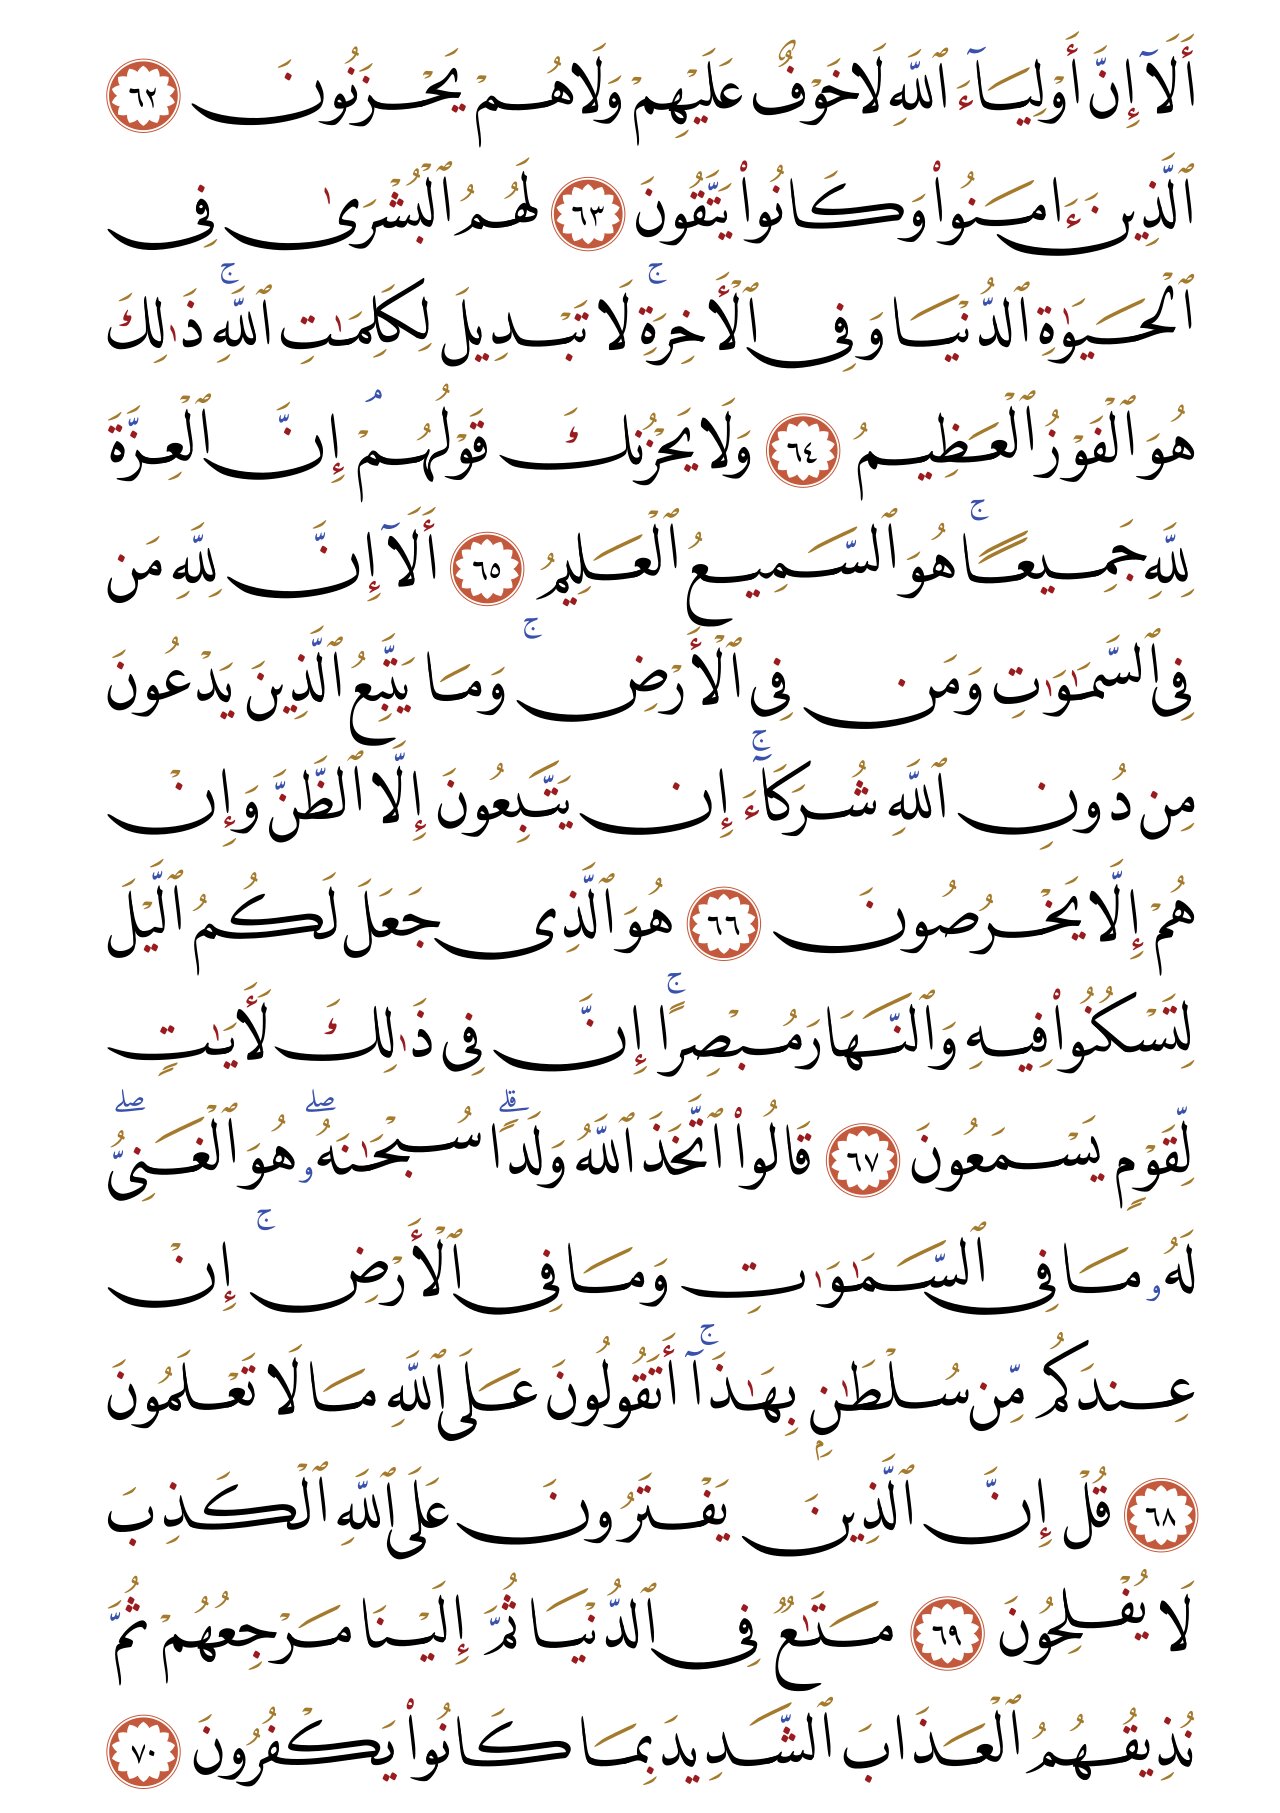 أَلَآ إِنَّ أَوْلِيَآءَ ٱللَّهِ لَا خَوْفٌ عَلَيْهِمْ وَلَا هُمْ يَحْزَنُونَ ٦٢
ٱلَّذِينَ ءَامَنُوا۟ وَكَانُوا۟ يَتَّقُونَ ٦٣ لَهُمُ ٱلْبُشْرَىٰ فِى
ٱلْحَيَوٰةِ ٱلدُّنْيَا وَفِى ٱلْأَخِرَةِ ۚ لَا تَبْدِيلَ لِكَلِمَـٰتِ ٱللَّهِ ۚ ذَٰلِكَ
هُوَ ٱلْفَوْزُ ٱلْعَظِيمُ ٦٤ وَلَا يَحْزُنكَ قَوْلُهُمْ ۘ إِنَّ ٱلْعِزَّةَ
لِلَّهِ جَمِيعًا ۚ هُوَ ٱلسَّمِيعُ ٱلْعَلِيمُ ٦٥ أَلَآ إِنَّ لِلَّهِ مَن
فِى ٱلسَّمَـٰوَٰتِ وَمَن فِى ٱلْأَرْضِ ۚ وَمَا يَتَّبِعُ ٱلَّذِينَ يَدْعُونَ
مِن دُونِ ٱللَّهِ شُرَكَآءَ ۚ إِن يَتَّبِعُونَ إِلَّا ٱلظَّنَّ وَإِنْ
هُمْ إِلَّا يَخْرُصُونَ ٦٦ هُوَ ٱلَّذِى جَعَلَ لَكُمُ ٱلَّيْلَ
لِتَسْكُنُوا۟ فِيهِ وَٱلنَّهَارَ مُبْصِرًا ۚ إِنَّ فِى ذَٰلِكَ لَأَيَـٰتٍ
لِّقَوْمٍ يَسْمَعُونَ ٦٧ قَالُوا۟ ٱتَّخَذَ ٱللَّهُ وَلَدًا ۗ سُبْحَـٰنَهُۥ ۖ هُوَ ٱلْغَنِىُّ ۖ
لَهُۥ مَا فِى ٱلسَّمَـٰوَٰتِ وَمَا فِى ٱلْأَرْضِ ۚ إِنْ
عِندَكُم مِّن سُلْطَـٰنٍۭ بِهَـٰذَآ ۚ أَتَقُولُونَ عَلَى ٱللَّهِ مَا لَا تَعْلَمُونَ
٦٨ قُلْ إِنَّ ٱلَّذِينَ يَفْتَرُونَ عَلَى ٱللَّهِ ٱلْكَذِبَ
لَا يُفْلِحُونَ ٦٩ مَتَـٰعٌ فِى ٱلدُّنْيَا ثُمَّ إِلَيْنَا مَرْجِعُهُمْ ثُمَّ
نُذِيقُهُمُ ٱلْعَذَابَ ٱلشَّدِيدَ بِمَا كَانُوا۟ يَكْفُرُونَ ٧٠